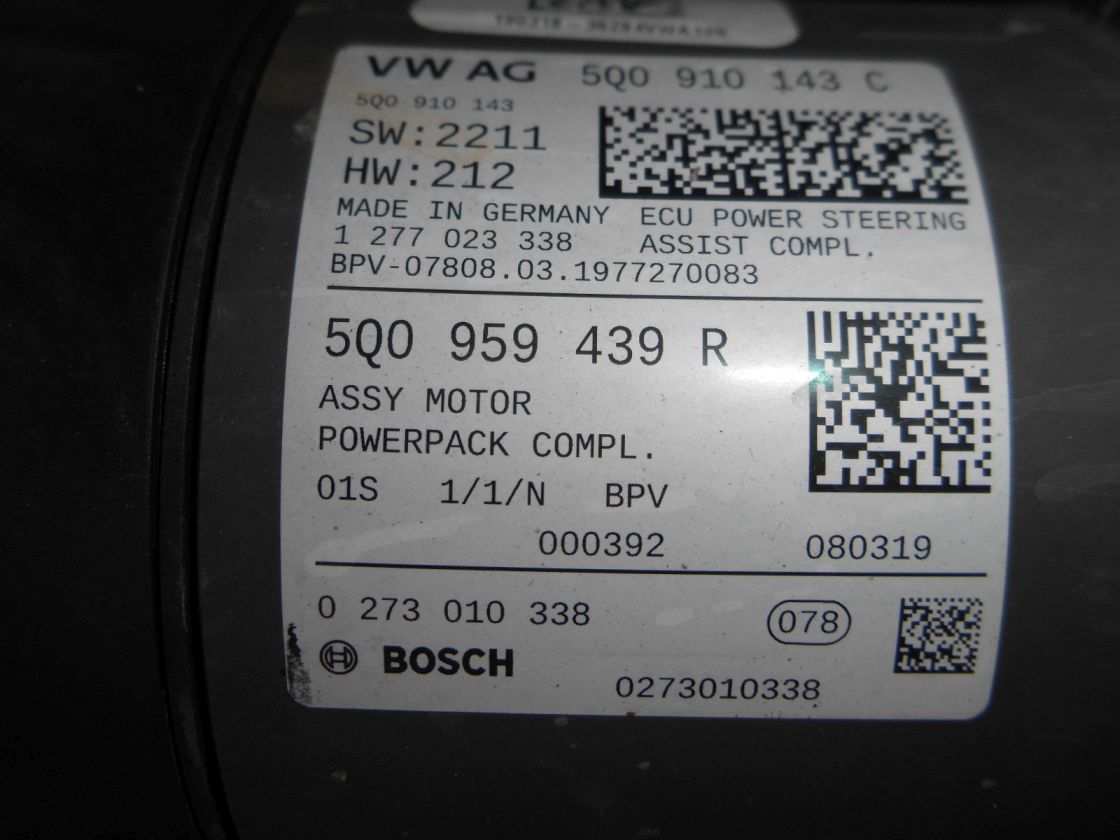 VW AG 5Q0 910 143 C
5Q0 910 143
SW:2211
HW:212
MADE IN GERMANY ECU POWER STEERING
1 277 023 338 ASSIST COMPL.
BPV-07808.03.1977270083
5Q0 959 439 R
ASSY MOTOR
POWERPACK COMPL.
01S 1/1/N BPV
000392 080319
0 273 010 338 078
BOSCH
0273010338